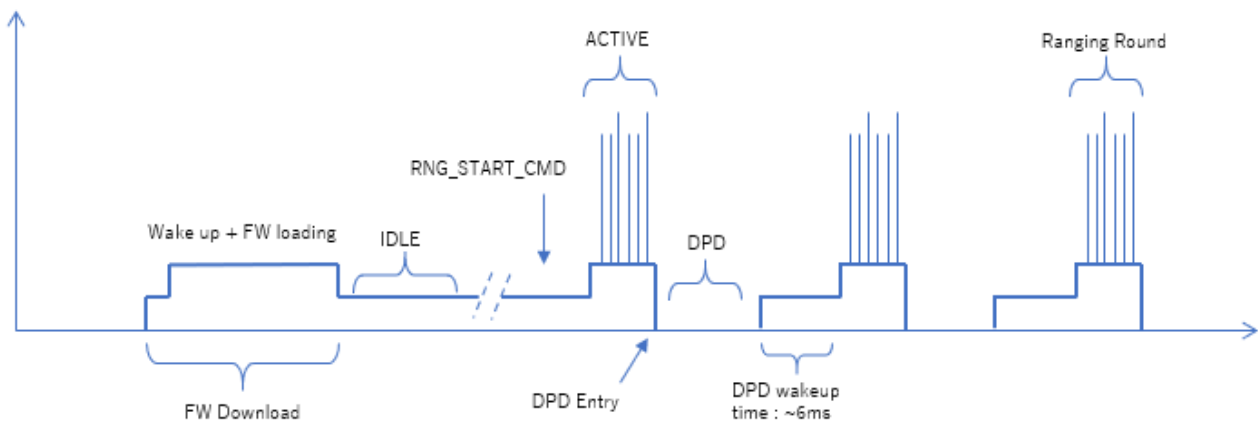 ACTIVE
Ranging Round
RNG_START_CMD
Wake up + FW loading
IDLE
DPD
FW Download
DPD Entry
DPD wakeup
time : ~6ms